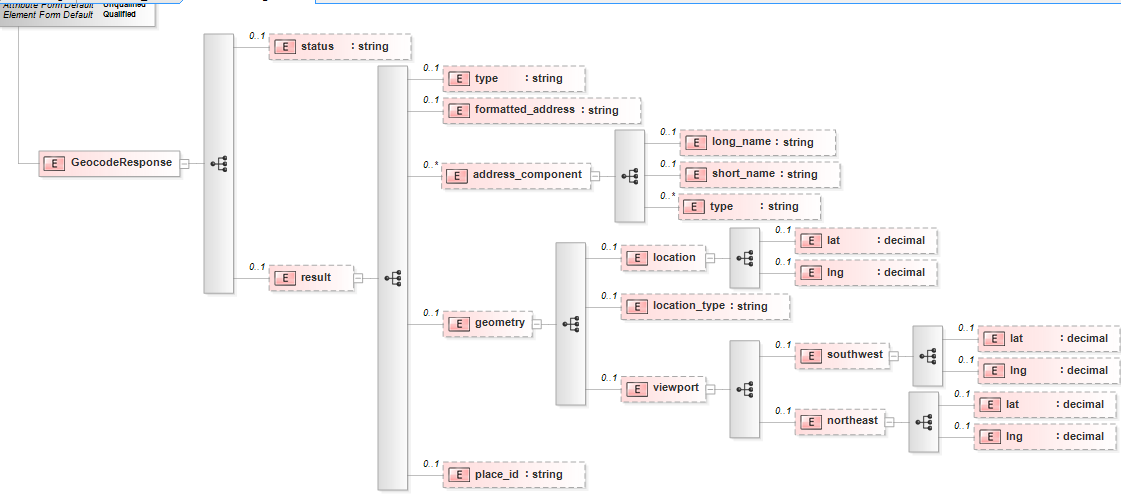 Attribute Form Default Unqualified
Element Form Default Qualified
0..1
E status : string
0..1
E type : string
0..1
E formatted_address : string
0..1
E long_name : string
E GeocodeResponse
0..*
E address_component
0..1
E short_name : string
0..*
E type : string
0..1
E lat : decimal
0..1
E location
0..1
E lng : decimal
0..1
E result
0..1
E location_type : string
0..1
E geometry
0..1
E lat : decimal
0..1
E southwest
0..1
E lng : decimal
0..1
E viewport
0..1
E lat : decimal
0..1
E northeast
0..1
E lng : decimal
0..1
E place_id : string